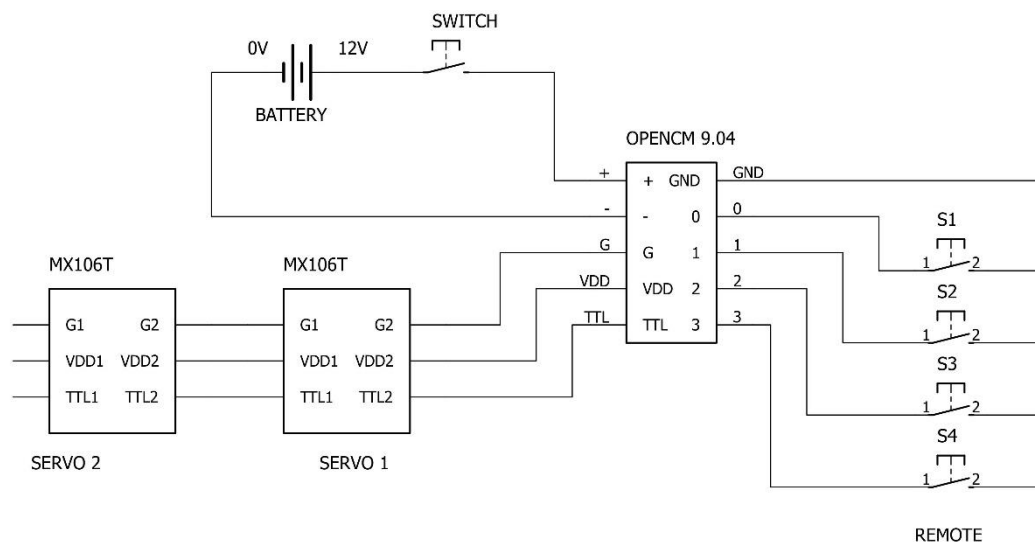 SWITCH
0V 12V
BATTERY
OPENCM 9.04
+ + GND GND
- - 0 0
S1
G G 1 1 1 2
MX106T MX106T
VDD VDD 2 2
S2
G1 G2 G1 G2 TTL TTL 3 3
1 2
VDD1 VDD2 VDD1 VDD2
S3
TTL1 TTL2 TTL1 TTL2
1 2
S4
SERVO 2 SERVO 1
1 2
REMOTE